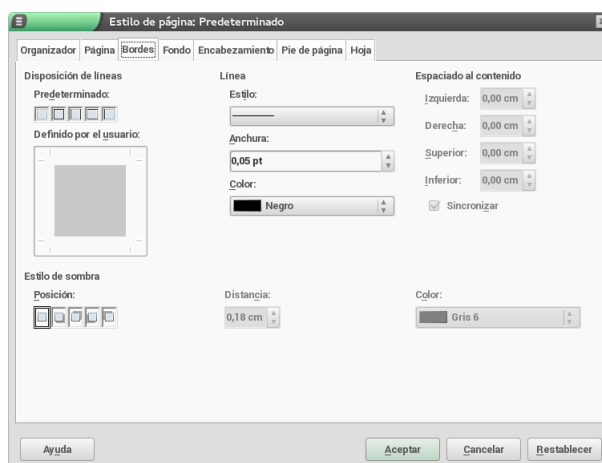 Estilo de página: Predeterminado
Organizador Página Bordes Fondo Encabezamiento Pie de página Hoja
Disposición de líneas
Predeterminado:
Definido por el usuario:
Línea
Estilo:
Anchura:
0,05 pt
Color:
Negro
Espaciado al contenido
Izquierda: 0,00 cm
Derecha: 0,00 cm
Superior: 0,00 cm
Inferior: 0,00 cm
Sincronizar
Estilo de sombra
Posición:
Distancia:
0,18 cm
Color:
Gris 6
Ayuda Aceptar Cancelar Restablecer